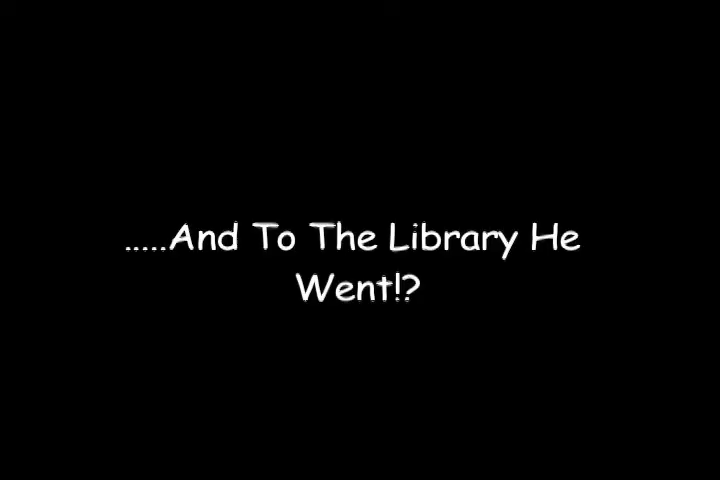 .....And To The Library He
Went!?